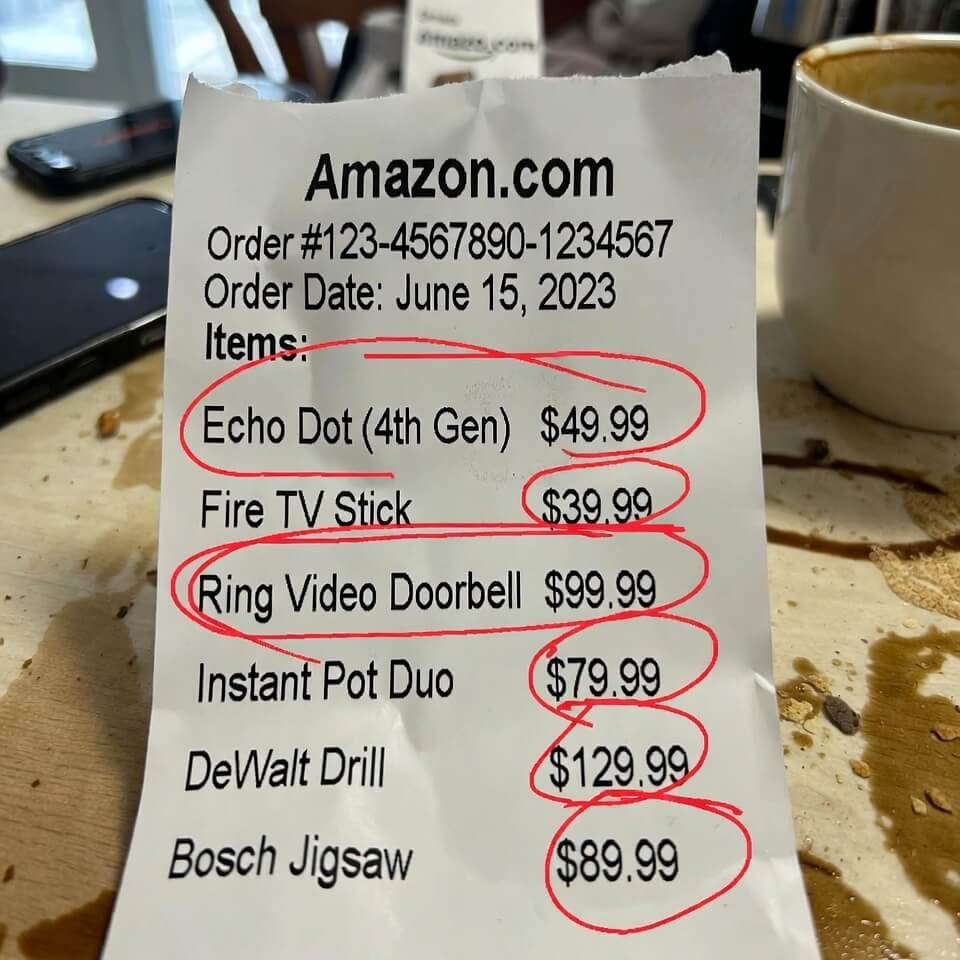 Amazon.com
Order #123-4567890-1234567
Order Date: June 15, 2023
Items:
Echo Dot (4th Gen) $49.99
Fire TV Stick $39.99
Ring Video Doorbell $99.99
Instant Pot Duo $79.99
DeWalt Drill $129.99
Bosch Jigsaw $89.99